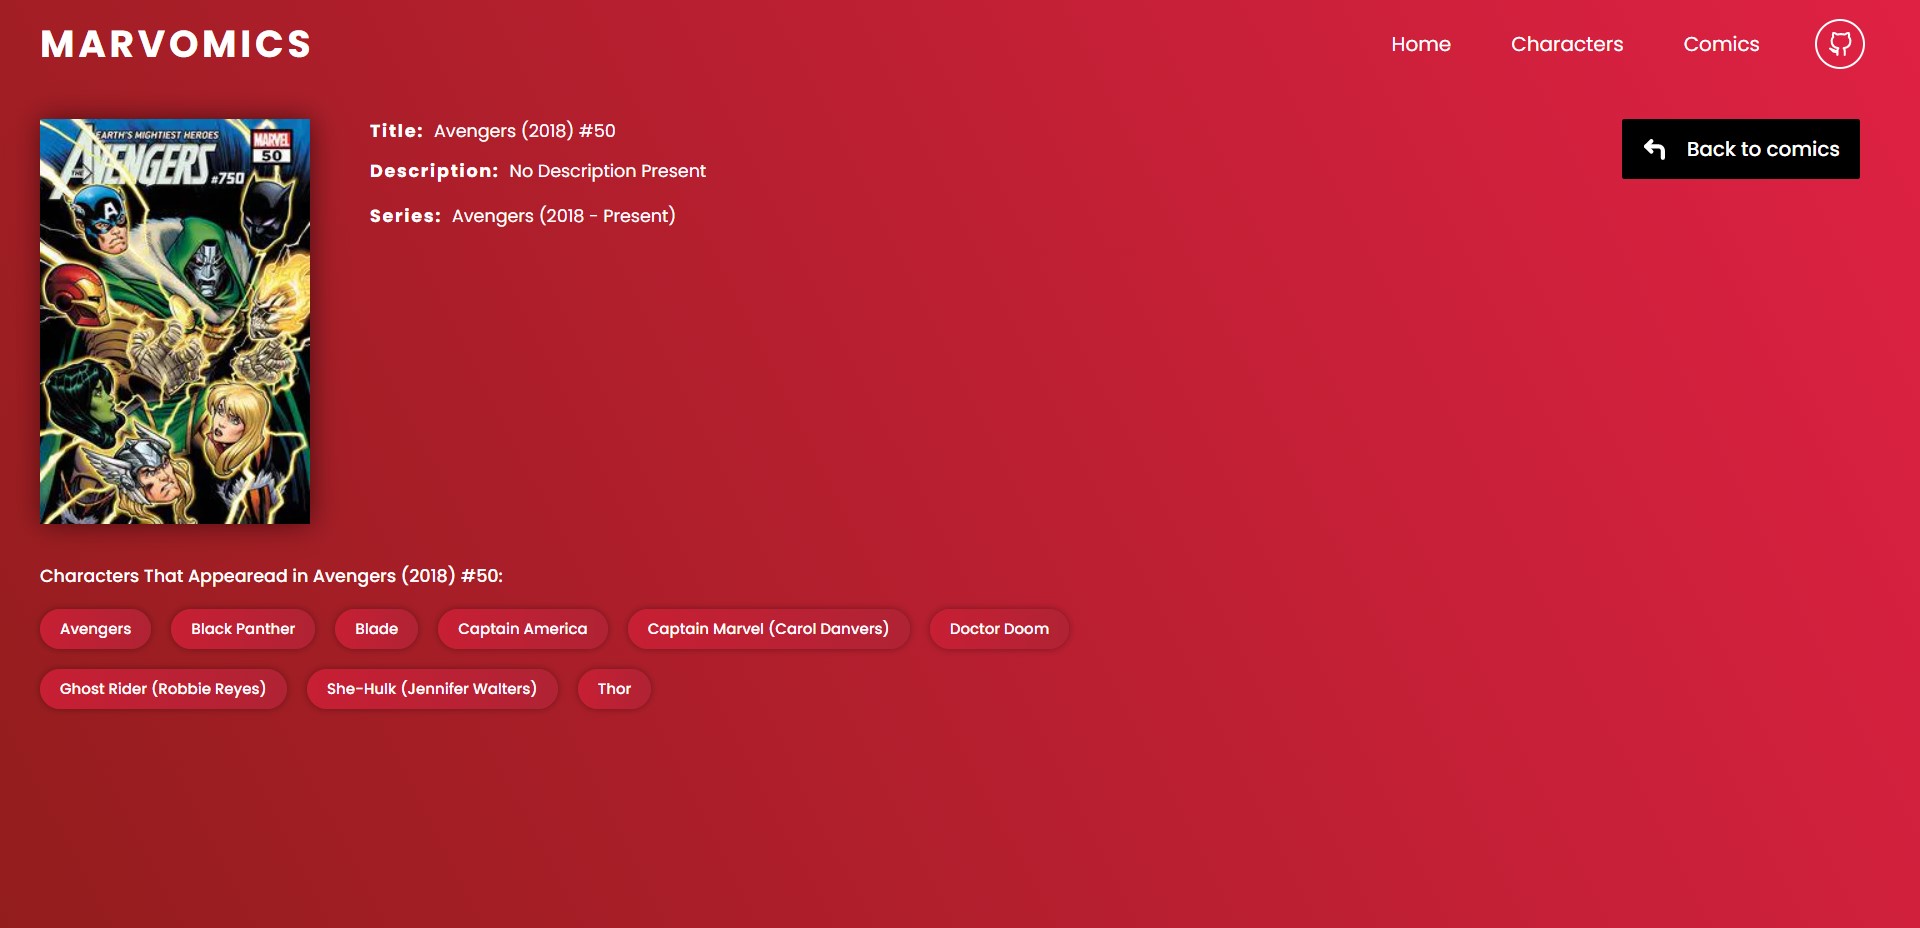 MARVOMICS
Home Characters Comics
EARTH'S MIGHTIEST HEROES
MARVEL
50
THE AVENGERS
#750
Title: Avengers (2018) #50
Description: No Description Present
Series: Avengers (2018 - Present)
Back to comics
Characters That Appearead in Avengers (2018) #50:
Avengers Black Panther Blade Captain America Captain Marvel (Carol Danvers) Doctor Doom
Ghost Rider (Robbie Reyes) She-Hulk (Jennifer Walters) Thor